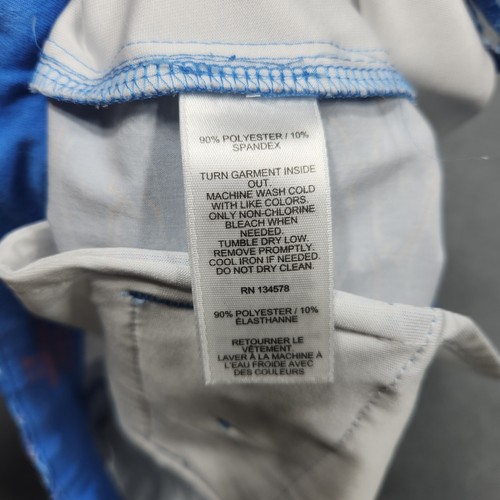 90% POLYESTER / 10%
SPANDEX
TURN GARMENT INSIDE
OUT.
MACHINE WASH COLD
WITH LIKE COLORS.
ONLY NON-CHLORINE
BLEACH WHEN
NEEDED.
TUMBLE DRY LOW.
REMOVE PROMPTLY.
COOL IRON IF NEEDED.
DO NOT DRY CLEAN.
RN 134578
90% POLYESTER / 10%
ÉLASTHANNE
RETOURNER LE
VÊTEMENT.
LAVER À LA MACHINE À
L'EAU FROIDE AVEC
DES COULEURS